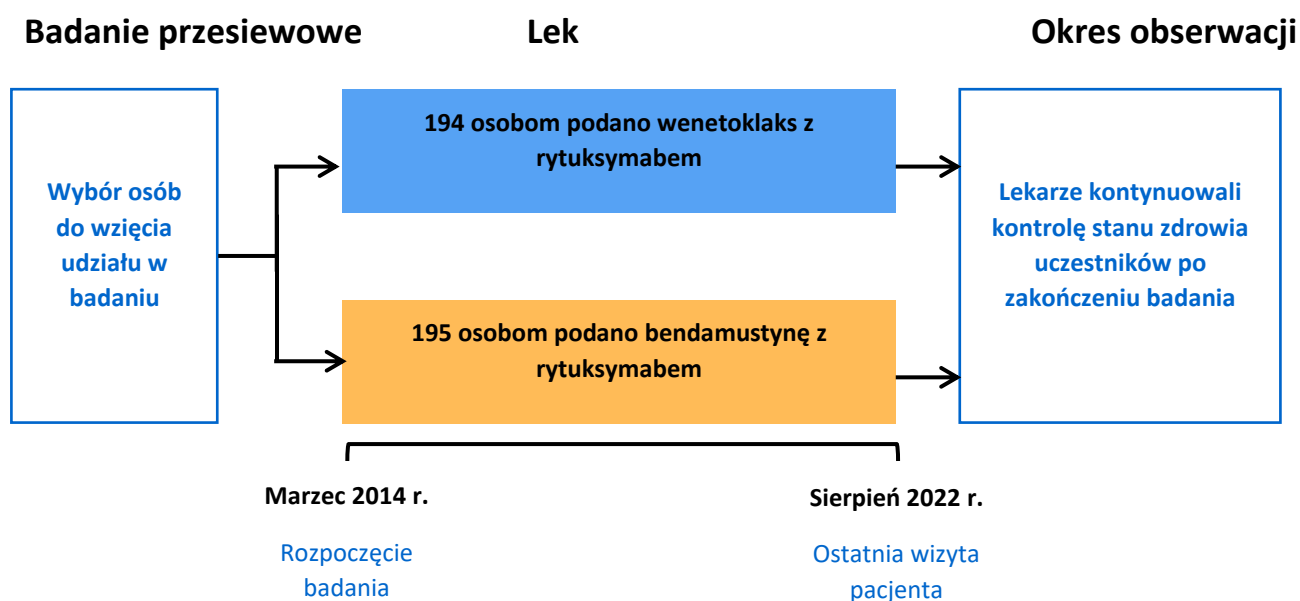 Badanie przesiewowe
Lek
Okres obserwacji
Wybór osób
do wzięcia
udziału w
badaniu
194 osobom podano wenetoklaks z
rytuksymabem
195 osobom podano bendamustynę z
rytuksymabem
Lekarze kontynuowali
kontrolę stanu zdrowia
uczestników po
zakończeniu badania
Marzec 2014 r.
Rozpoczęcie
badania
Sierpień 2022 r.
Ostatnia wizyta
pacjenta